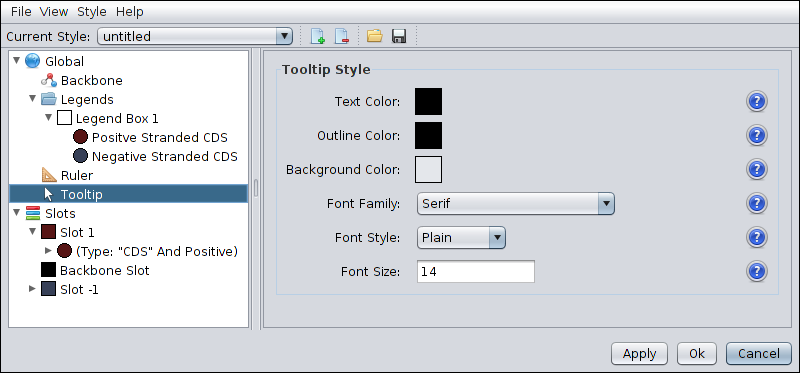 File View Style Help
Current Style: untitled
Global
Backbone
Legends
Legend Box 1
Positve Stranded CDS
Negative Stranded CDS
Ruler
Tooltip
Slots
Slot 1
(Type: "CDS" And Positive)
Backbone Slot
Slot -1
Tooltip Style
Text Color: ?
Outline Color: ?
Background Color: ?
Font Family: Serif ?
Font Style: Plain ?
Font Size: 14 ?
Apply Ok Cancel